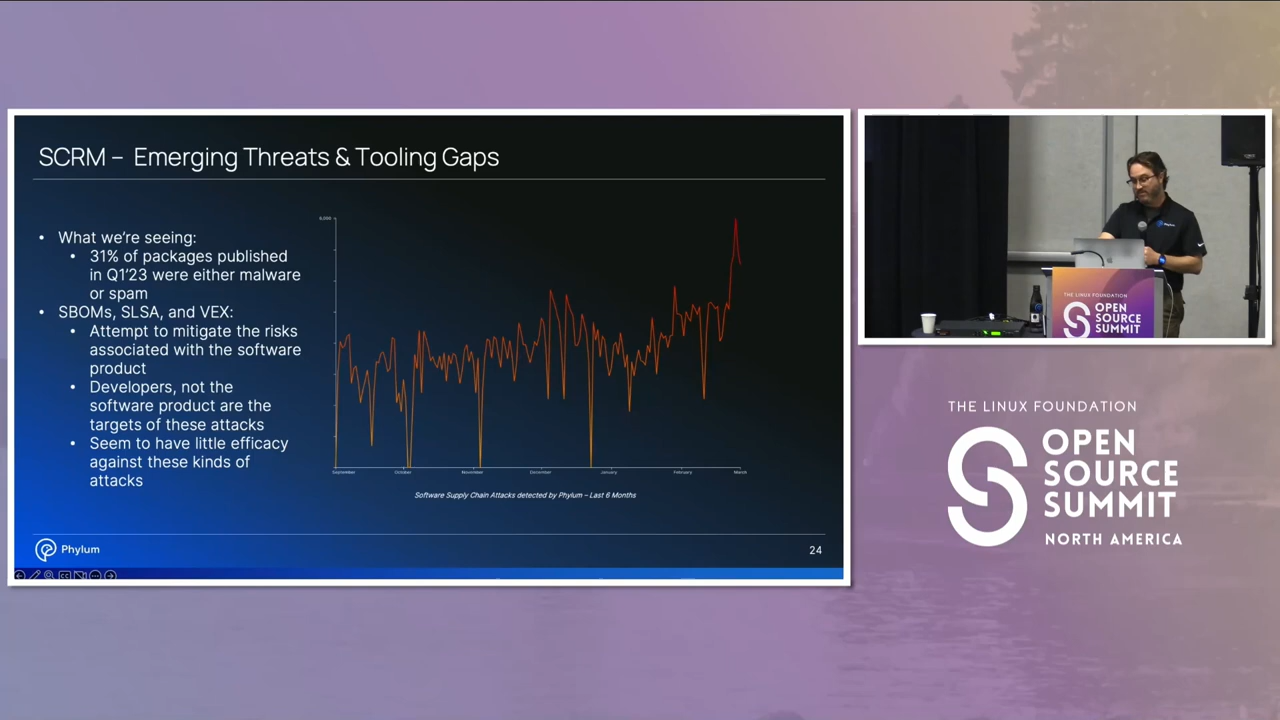 SCRM – Emerging Threats & Tooling Gaps
• What we're seeing:
• 31% of packages published
in Q1'23 were either malware
or spam
• SBOMs, SLSA, and VEX:
• Attempt to mitigate the risks
associated with the software
product
• Developers, not the
software product are the
targets of these attacks
• Seem to have little efficacy
against these kinds of
attacks
6,000
September October November December January February March
Software Supply Chain Attacks detected by Phylum – Last 6 Months
Phylum
24
CC
Phylum
THE LINUX FOUNDATION
OPEN
SOURCE
SUMMIT
THE LINUX FOUNDATION
OPEN
SOURCE
SUMMIT
NORTH AMERICA